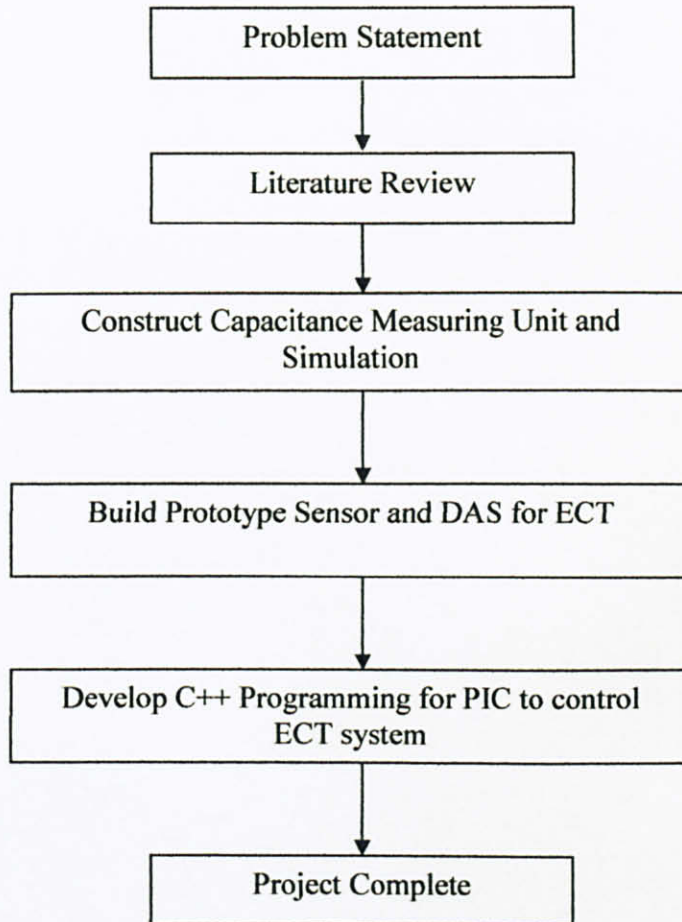 Problem Statement
Literature Review
Construct Capacitance Measuring Unit and
Simulation
Build Prototype Sensor and DAS for ECT
Develop C++ Programming for PIC to control
ECT system
Project Complete